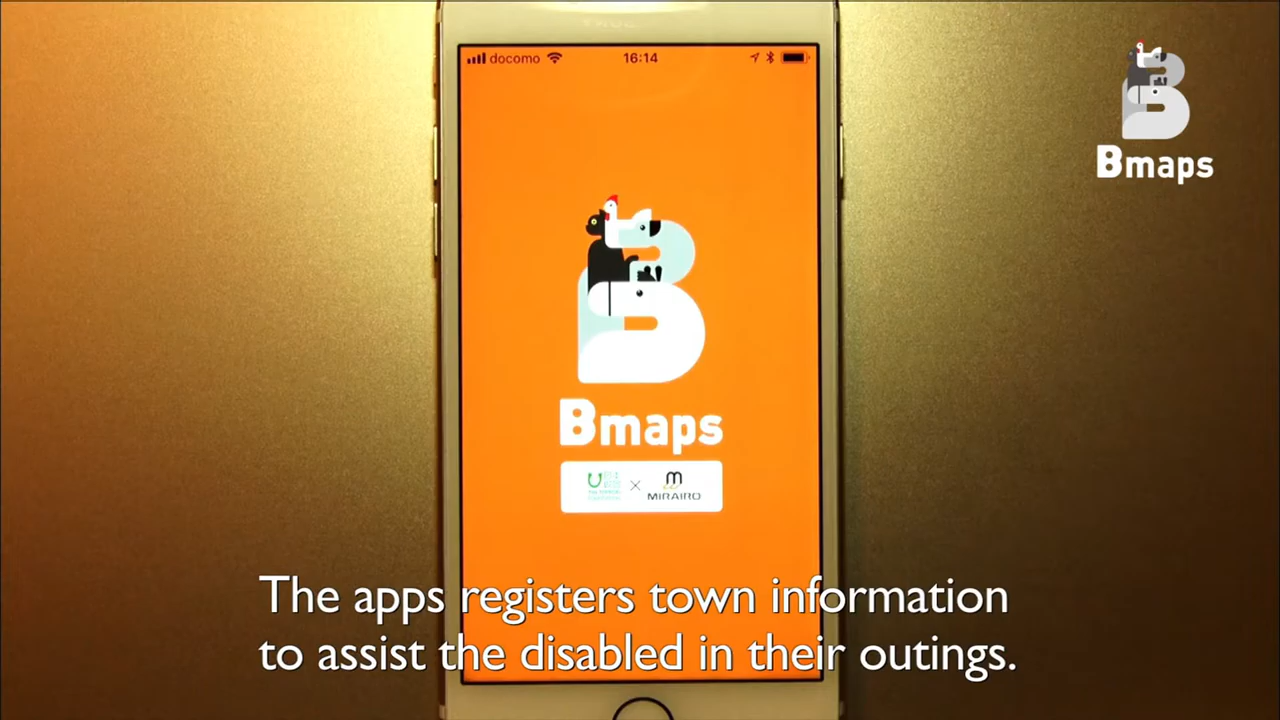 docomo
16:14
Bmaps
Bmaps
×
MIRAIRO
The apps registers town information
to assist the disabled in their outings.